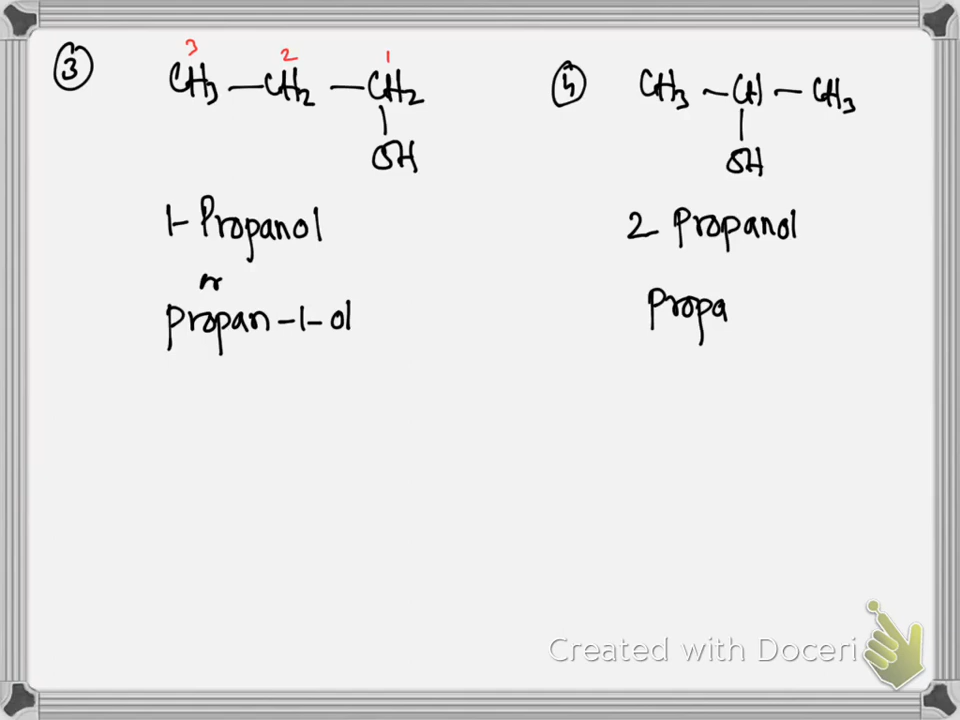 ③
3 2 1
CH3 — CH2 — CH2
|
OH
1- Propanol
or
propan-1-ol
④
CH3 — CH — CH3
|
OH
2 Propanol
Propa
Created with Doceri